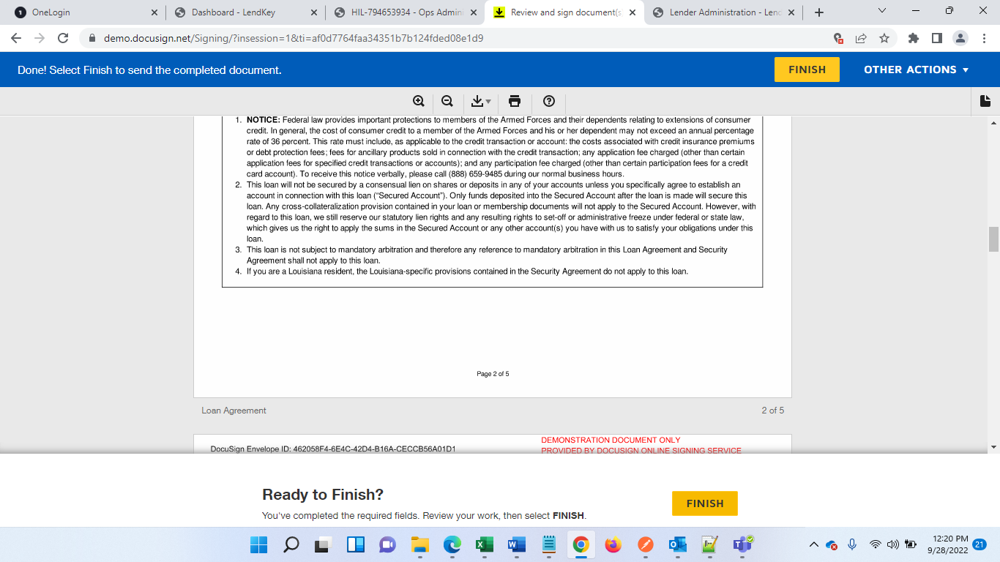 OneLogin
Dashboard - LendKey
HIL-794653934 - Ops Admin
Review and sign document(s
Lender Administration - Lend
demo.docusign.net/Signing/?insession=1&ti=af0d7764faa34351b7b124fded08e1d9
Done! Select Finish to send the completed document.
FINISH
OTHER ACTIONS
1. NOTICE: Federal law provides important protections to members of the Armed Forces and their dependents relating to extensions of consumer
credit. In general, the cost of consumer credit to a member of the Armed Forces and his or her dependent may not exceed an annual percentage
rate of 36 percent. This rate must include, as applicable to the credit transaction or account: the costs associated with credit insurance premiums
or debt protection fees; fees for ancillary products sold in connection with the credit transaction; any application fee charged (other than certain
application fees for specified credit transactions or accounts); and any participation fee charged (other than certain participation fees for a credit
card account). To receive this notice verbally, please call (888) 659-9485 during our normal business hours.
2. This loan will not be secured by a consensual lien on shares or deposits in any of your accounts unless you specifically agree to establish an
account in connection with this loan (“Secured Account”). Only funds deposited into the Secured Account after the loan is made will secure this
loan. Any cross-collateralization provision contained in your loan or membership documents will not apply to the Secured Account. However, with
regard to this loan, we still reserve our statutory lien rights and any resulting rights to set-off or administrative freeze under federal or state law,
which gives us the right to apply the sums in the Secured Account or any other account(s) you have with us to satisfy your obligations under this
loan.
3. This loan is not subject to mandatory arbitration and therefore any reference to mandatory arbitration in this Loan Agreement and Security
Agreement shall not apply to this loan.
4. If you are a Louisiana resident, the Louisiana-specific provisions contained in the Security Agreement do not apply to this loan.
Page 2 of 5
Loan Agreement
2 of 5
DocuSign Envelope ID: 462058F4-6E4C-42D4-B16A-CECCB56A01D1
DEMONSTRATION DOCUMENT ONLY
PROVIDED BY DOCUSIGN ONLINE SIGNING SERVICE
Ready to Finish?
You've completed the required fields. Review your work, then select FINISH.
FINISH
12:20 PM
9/28/2022
21